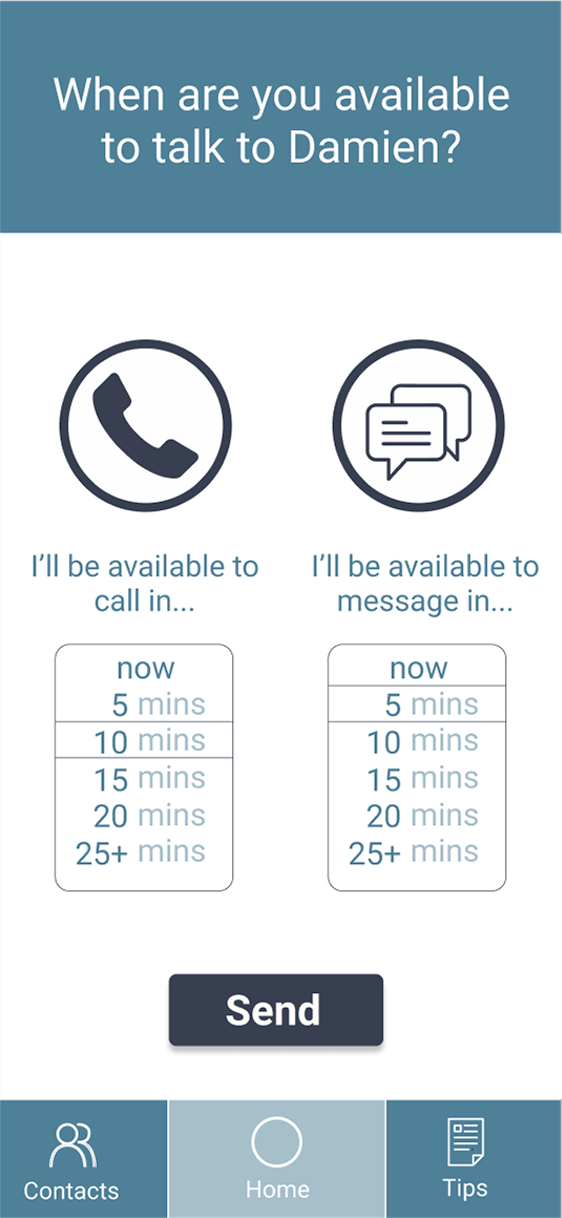 When are you available
to talk to Damien?
I’ll be available to
call in...
now
5 mins
10 mins
15 mins
20 mins
25+ mins
I’ll be available to
message in...
now
5 mins
10 mins
15 mins
20 mins
25+ mins
Send
Contacts
Home
Tips